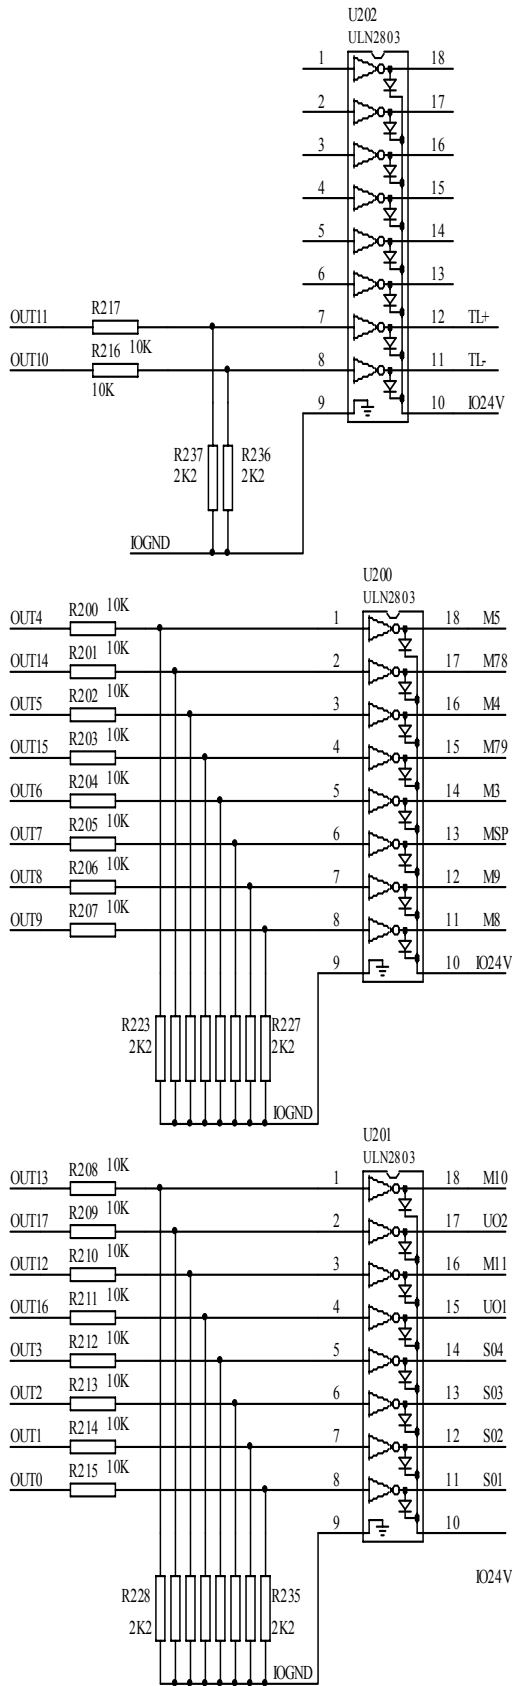 U202
ULN2803
1 18
2 17
3 16
4 15
5 14
6 13
OUT11 R217 10K 7 12 TL+
OUT10 R216 10K 8 11 TL-
9 10 IO24V
R237 R236
2K2 2K2
IOGND
U200
ULN2803
OUT4 R200 10K 1 18 M5
OUT14 R201 10K 2 17 M78
OUT5 R202 10K 3 16 M4
OUT15 R203 10K 4 15 M79
OUT6 R204 10K 5 14 M3
OUT7 R205 10K 6 13 MSP
OUT8 R206 10K 7 12 M9
OUT9 R207 10K 8 11 M8
9 10 IO24V
R223 R227
2K2 2K2
IOGND
U201
ULN2803
OUT13 R208 10K 1 18 M10
OUT17 R209 10K 2 17 UO2
OUT12 R210 10K 3 16 M11
OUT16 R211 10K 4 15 UO1
OUT3 R212 10K 5 14 S04
OUT2 R213 10K 6 13 S03
OUT1 R214 10K 7 12 S02
OUT0 R215 10K 8 11 S01
9 10
IO24V
R228 R235
2K2 2K2
IOGND